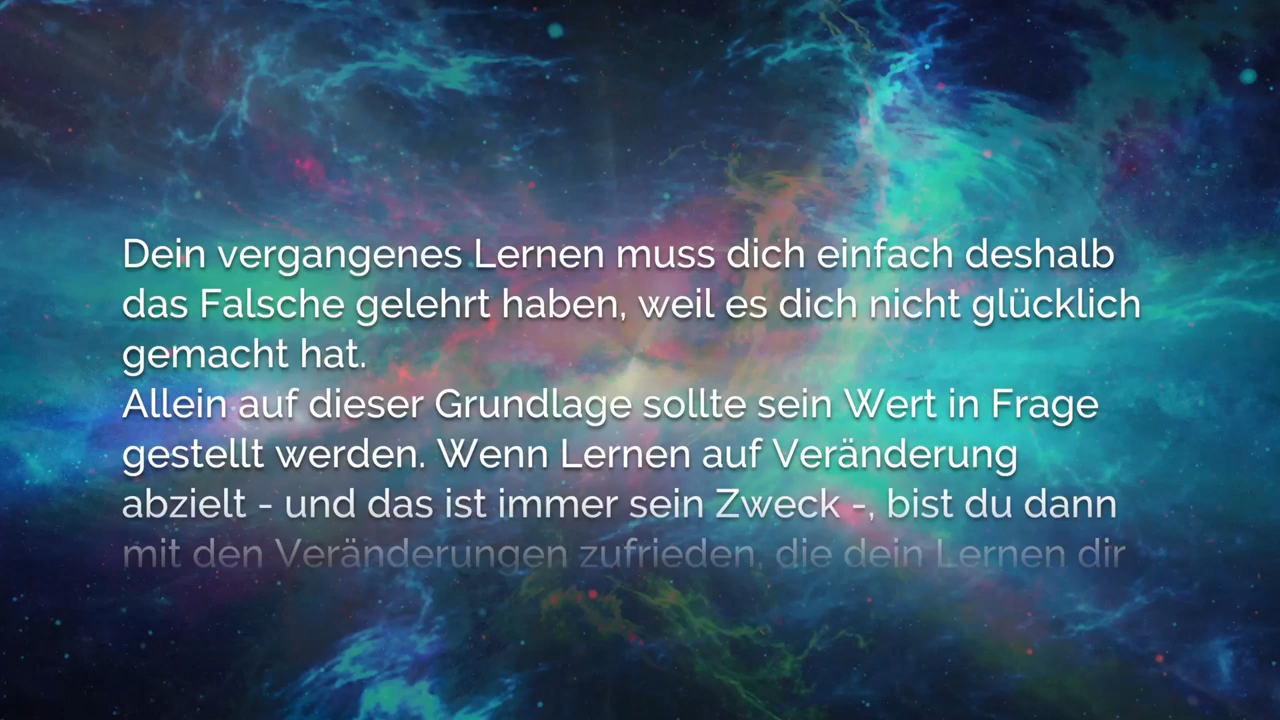 Dein vergangenes Lernen muss dich einfach deshalb
das Falsche gelehrt haben, weil es dich nicht glücklich
gemacht hat.
Allein auf dieser Grundlage sollte sein Wert in Frage
gestellt werden. Wenn Lernen auf Veränderung
abzielt - und das ist immer sein Zweck -, bist du dann
mit den Veränderungen zufrieden, die dein Lernen dir